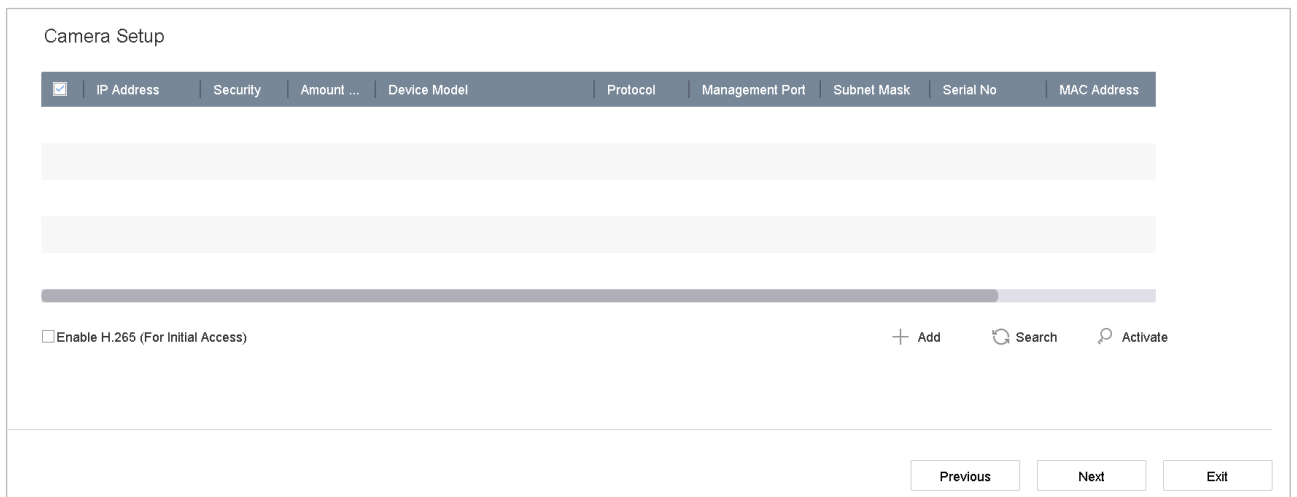 Camera Setup
IP Address Security Amount ... Device Model Protocol Management Port Subnet Mask Serial No MAC Address
Enable H.265 (For Initial Access) Add Search Activate
Previous Next Exit